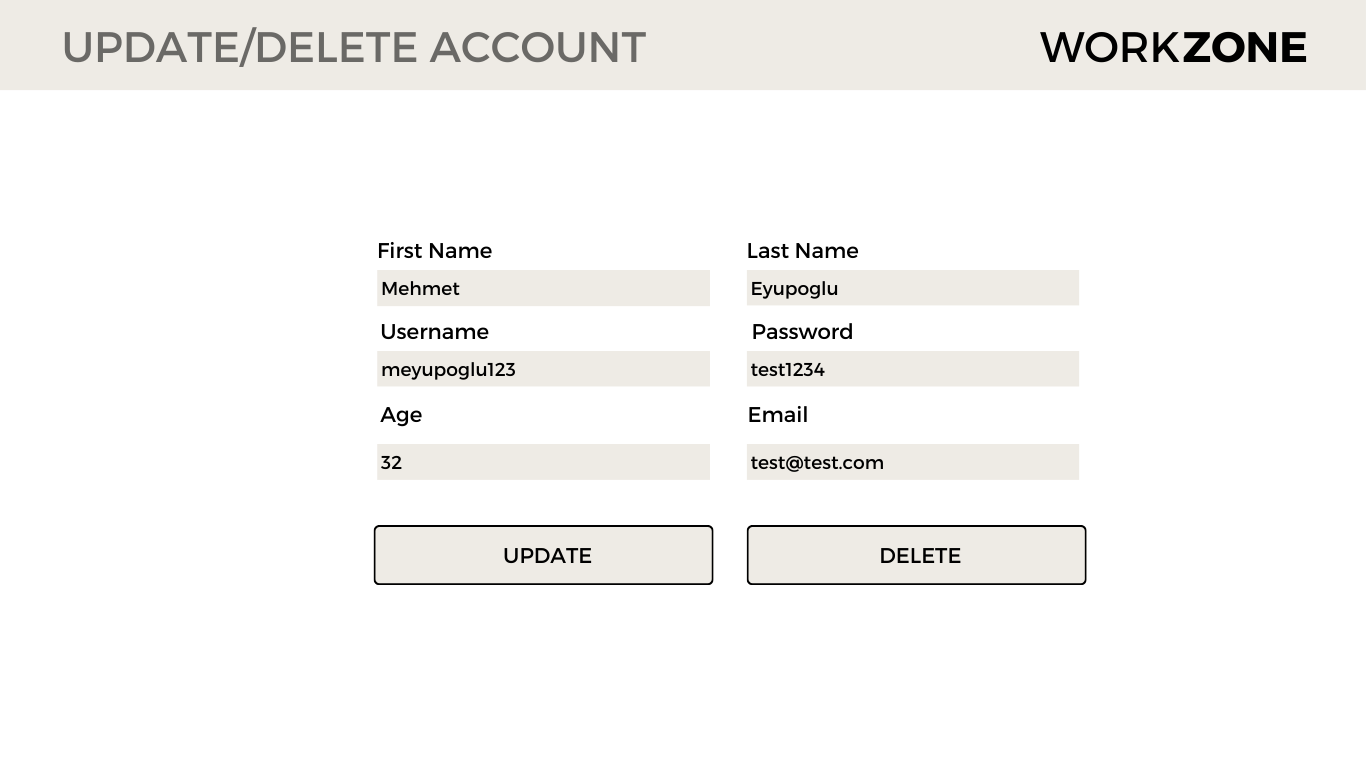 UPDATE/DELETE ACCOUNT
WORKZONE
First Name
Last Name
Mehmet
Eyupoglu
Username
Password
meyupoglu123
test1234
Age
Email
32
test@test.com
UPDATE
DELETE